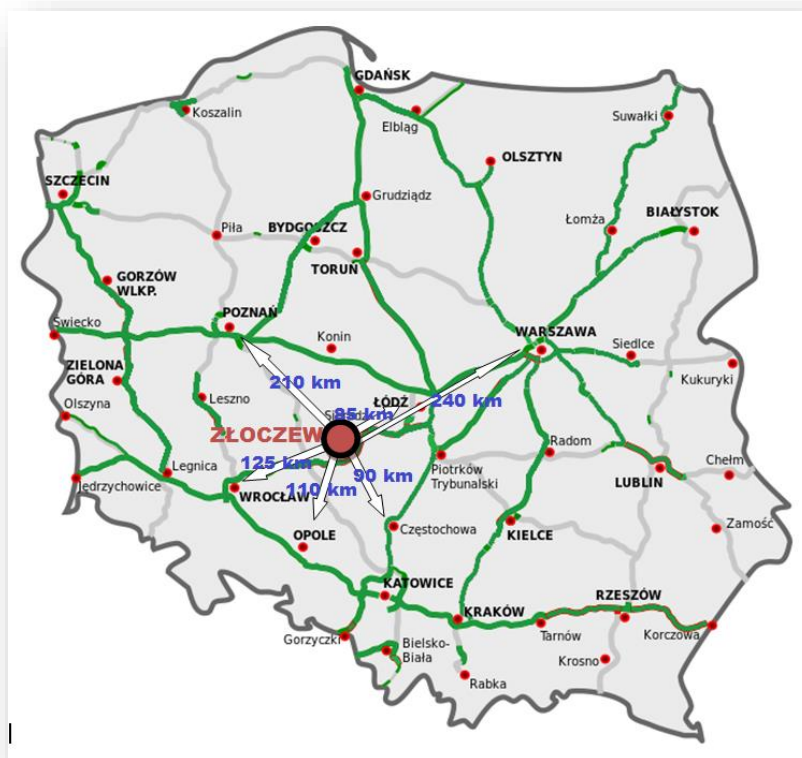 GDAŃSK
Koszalin
Elbląg
Suwałki
OLSZTYN
SZCZECIN
Grudziądz
Łomża
BIAŁYSTOK
Piła
BYDGOSZCZ
TORUŃ
GORZÓW
WLKP.
POZNAŃ
Świecko
Konin
WARSZAWA
Siedlce
ZIELONA
GÓRA
Kukuryki
210 km
Olszyna
Leszno
ŁÓDŹ
240 km
85 km
ZŁOCZEW
Radom
125 km
Legnica
90 km
Piotrków
Trybunalski
Chełm
Jędrzychowice
110 km
LUBLIN
WROCŁAW
Zamość
Częstochowa
OPOLE
KIELCE
KATOWICE
RZESZÓW
KRAKÓW
Gorzyczki
Bielsko-
Biała
Tarnów
Korczowa
Krosno
Rabka